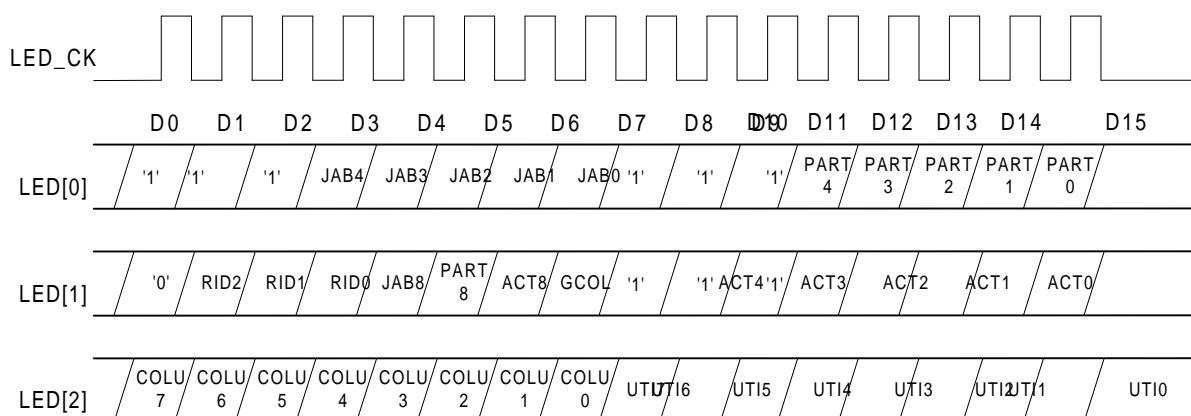 LED_CK
D0 D1 D2 D3 D4 D5 D6 D7 D8 D9 D10 D11 D12 D13 D14 D15
LED[0] '1' '1' '1' JAB4 JAB3 JAB2 JAB1 JAB0 '1' '1' '1' PART 4 PART 3 PART 2 PART 1 PART 0
LED[1] '0' RID2 RID1 RID0 JAB8 PART 8 ACT8 GCOL '1' '1' ACT4 '1' ACT3 ACT2 ACT1 ACT0
LED[2] COLU 7 COLU 6 COLU 5 COLU 4 COLU 3 COLU 2 COLU 1 COLU 0 UTI7 UTI6 UTI5 UTI4 UTI3 UTI2 UTI1 UTI0